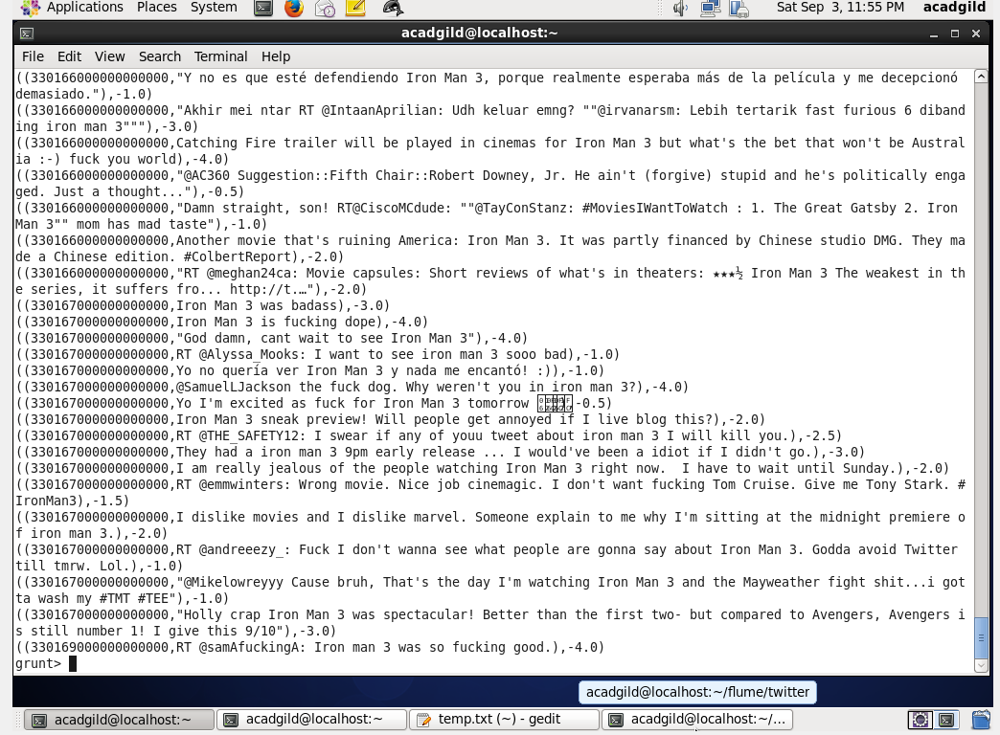 Applications Places System Sat Sep 3, 11:55 PM acadgild
acadgild@localhost:~
File Edit View Search Terminal Help
((330166000000000000,"Y no es que esté defendiendo Iron Man 3, porque realmente esperaba más de la película y me decepcionó
demasiado."),-1.0)
((330166000000000000,"Akhir mei ntar RT @IntaanAprilian: Udh keluar emng? ""@irvanarsm: Lebih tertarik fast furious 6 diband
ing iron man 3"""),-3.0)
((330166000000000000,Catching Fire trailer will be played in cinemas for Iron Man 3 but what's the bet that won't be Austral
ia :-) fuck you world),-4.0)
((330166000000000000,"@AC360 Suggestion::Fifth Chair::Robert Downey, Jr. He ain't (forgive) stupid and he's politically enga
ged. Just a thought..."),-0.5)
((330166000000000000,"Damn straight, son! RT@CiscoMCdude: ""@TayConStanz: #MoviesIWantToWatch : 1. The Great Gatsby 2. Iron
Man 3"" mom has mad taste"),-1.0)
((330166000000000000,Another movie that's ruining America: Iron Man 3. It was partly financed by Chinese studio DMG. They ma
de a Chinese edition. #ColbertReport),-2.0)
((330166000000000000,"RT @meghan24ca: Movie capsules: Short reviews of what's in theaters: ★★★½ Iron Man 3 The weakest in th
e series, it suffers fro... http://t.…"),-2.0)
((330167000000000000,Iron Man 3 was badass),-3.0)
((330167000000000000,Iron Man 3 is fucking dope),-4.0)
((330167000000000000,"God damn, cant wait to see Iron Man 3"),-4.0)
((330167000000000000,RT @Alyssa_Mooks: I want to see iron man 3 sooo bad),-1.0)
((330167000000000000,Yo no quería ver Iron Man 3 y nada me encantó! :)),-1.0)
((330167000000000000,@SamuelLJackson the fuck dog. Why weren't you in iron man 3?),-4.0)
((330167000000000000,Yo I'm excited as fuck for Iron Man 3 tomorrow -0.5)
((330167000000000000,Iron Man 3 sneak preview! Will people get annoyed if I live blog this?),-2.0)
((330167000000000000,RT @THE_SAFETY12: I swear if any of youu tweet about iron man 3 I will kill you.),-2.5)
((330167000000000000,They had a iron man 3 9pm early release ... I would've been a idiot if I didn't go.),-3.0)
((330167000000000000,I am really jealous of the people watching Iron Man 3 right now.  I have to wait until Sunday.),-2.0)
((330167000000000000,RT @emmwinters: Wrong movie. Nice job cinemagic. I don't want fucking Tom Cruise. Give me Tony Stark. #
IronMan3),-1.5)
((330167000000000000,I dislike movies and I dislike marvel. Someone explain to me why I'm sitting at the midnight premiere o
f iron man 3.),-2.0)
((330167000000000000,RT @andreeezy_: Fuck I don't wanna see what people are gonna say about Iron Man 3. Godda avoid Twitter
till tmrw. Lol.),-1.0)
((330167000000000000,"@Mikelowreyyy Cause bruh, That's the day I'm watching Iron Man 3 and the Mayweather fight shit...i got
ta wash my #TMT #TEE"),-1.0)
((330167000000000000,"Holly crap Iron Man 3 was spectacular! Better than the first two- but compared to Avengers, Avengers i
s still number 1! I give this 9/10"),-3.0)
((330169000000000000,RT @samAfuckingA: Iron man 3 was so fucking good.),-4.0)
grunt>
acadgild@localhost:~/flume/twitter
acadgild@localhost:~ acadgild@localhost:~ temp.txt (~) - gedit acadgild@localhost:~/...